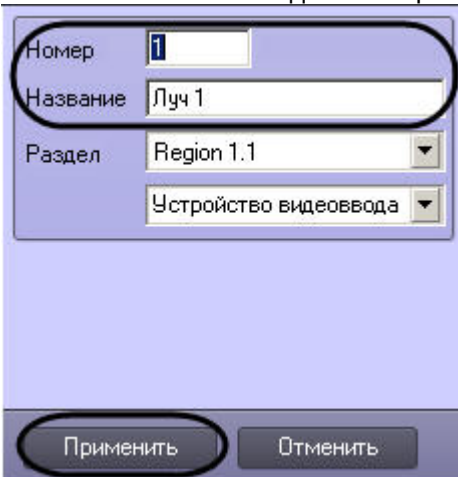 Номер 1
Название Луч 1
Раздел Region 1.1
Устройство видеоввода
Применить Отменить